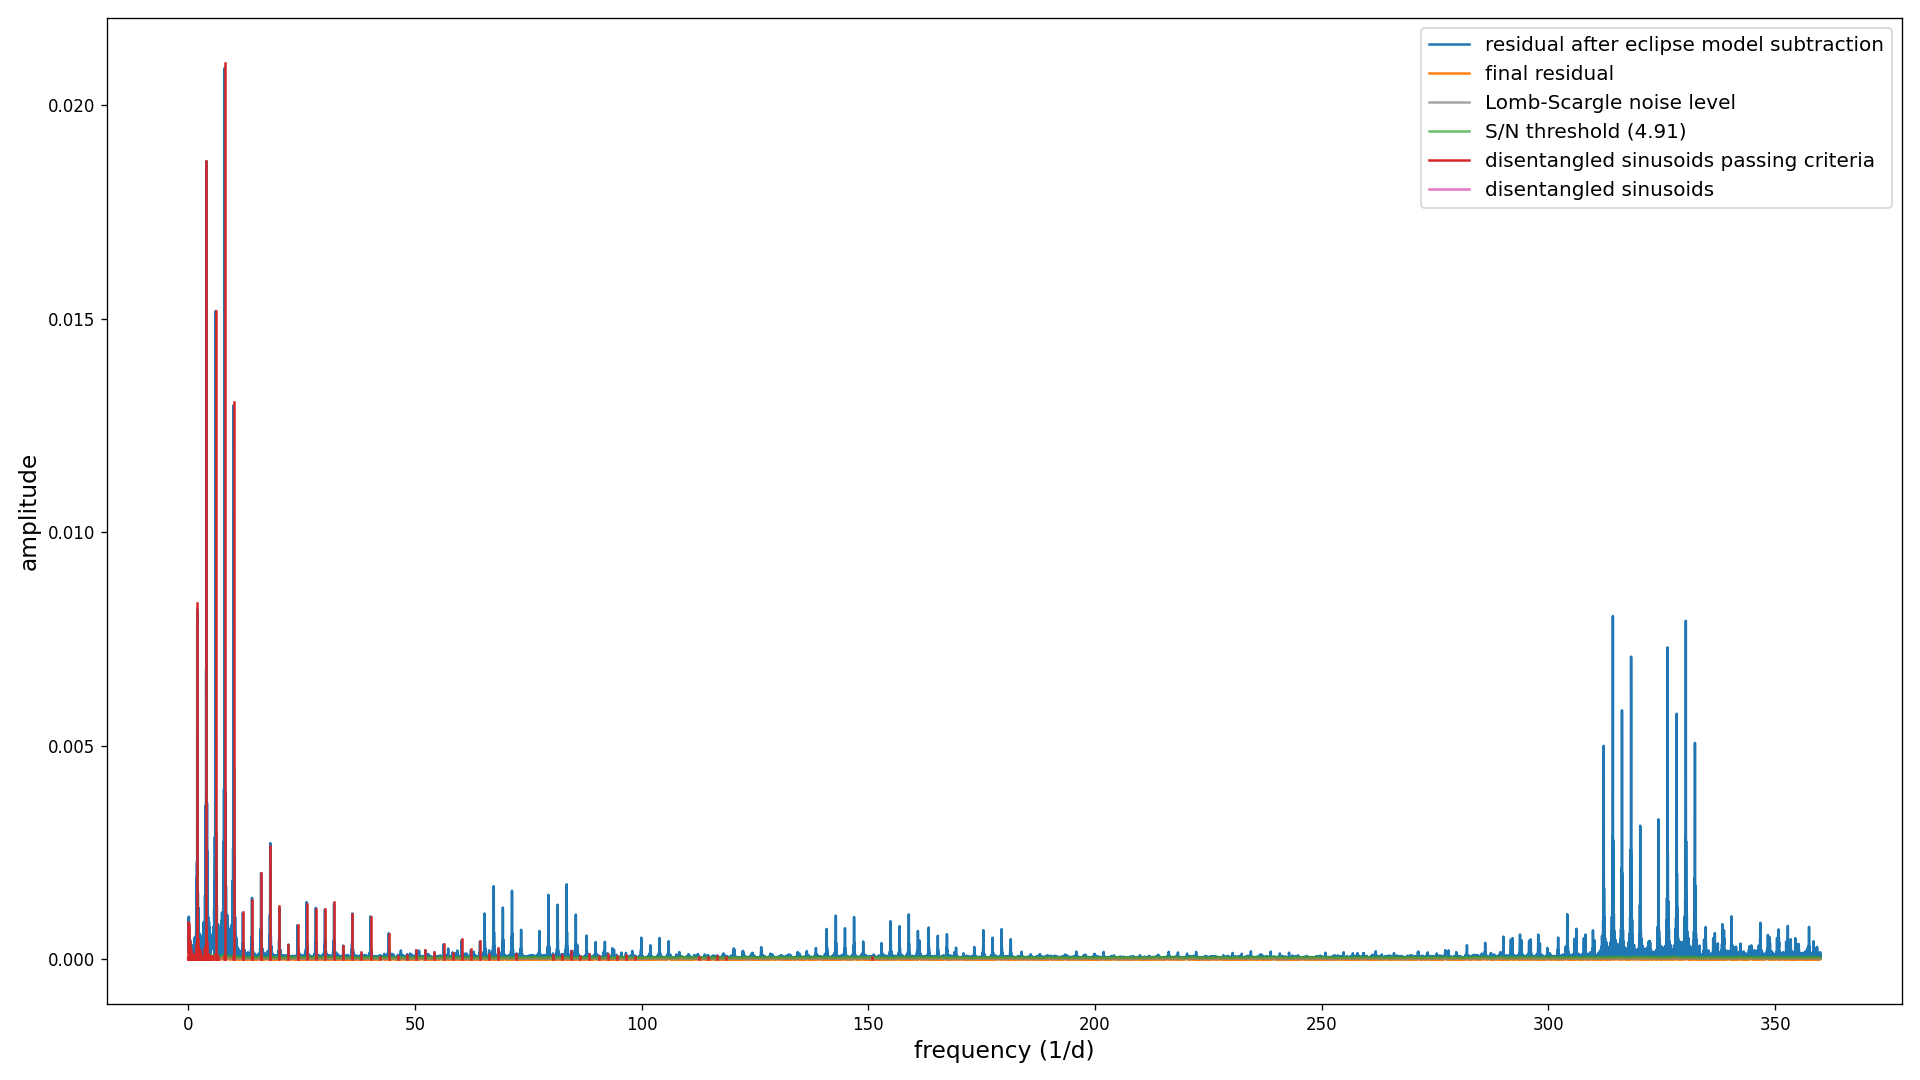 residual after eclipse model subtraction
final residual
Lomb-Scargle noise level
S/N threshold (4.91)
disentangled sinusoids passing criteria
disentangled sinusoids
0.020
0.015
0.010
0.005
0.000
amplitude
0 50 100 150 200 250 300 350
frequency (1/d)